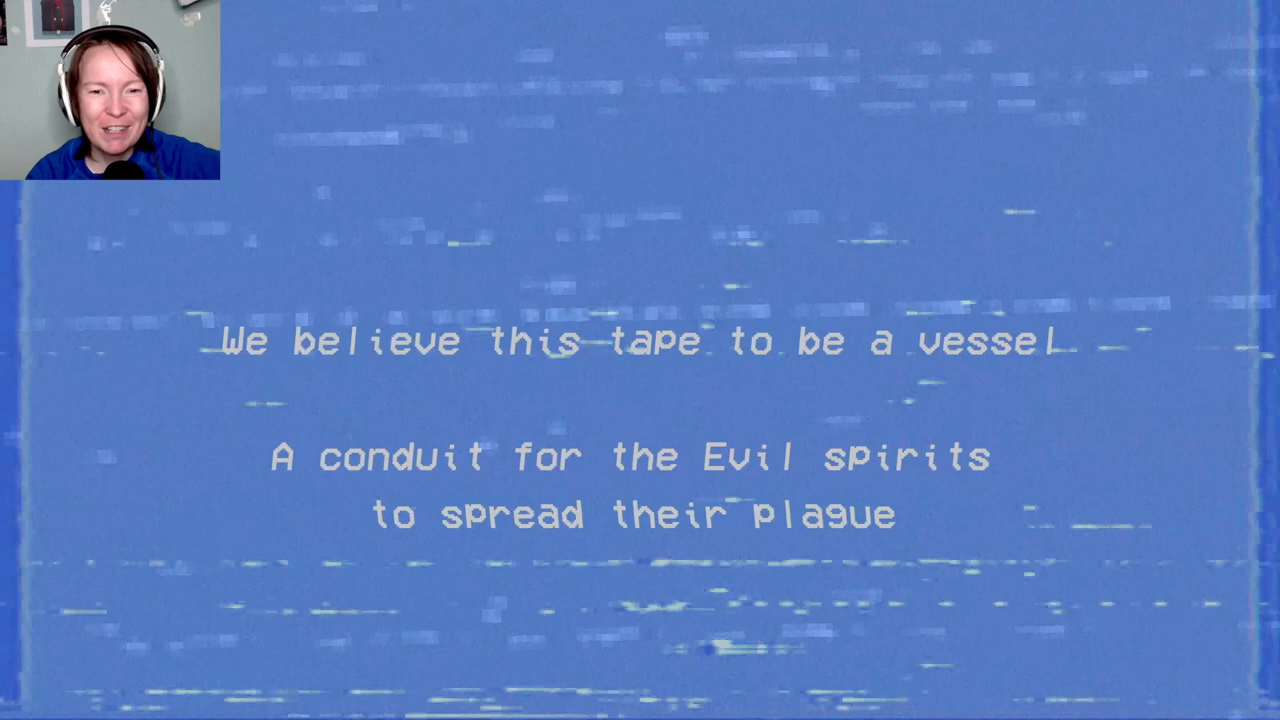 We believe this tape to be a vessel
A conduit for the Evil spirits
to spread their plague